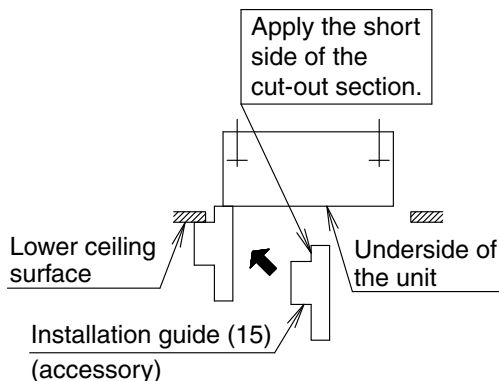 Apply the short
side of the
cut-out section.
Lower ceiling
surface
Underside of
the unit
Installation guide (15)
(accessory)